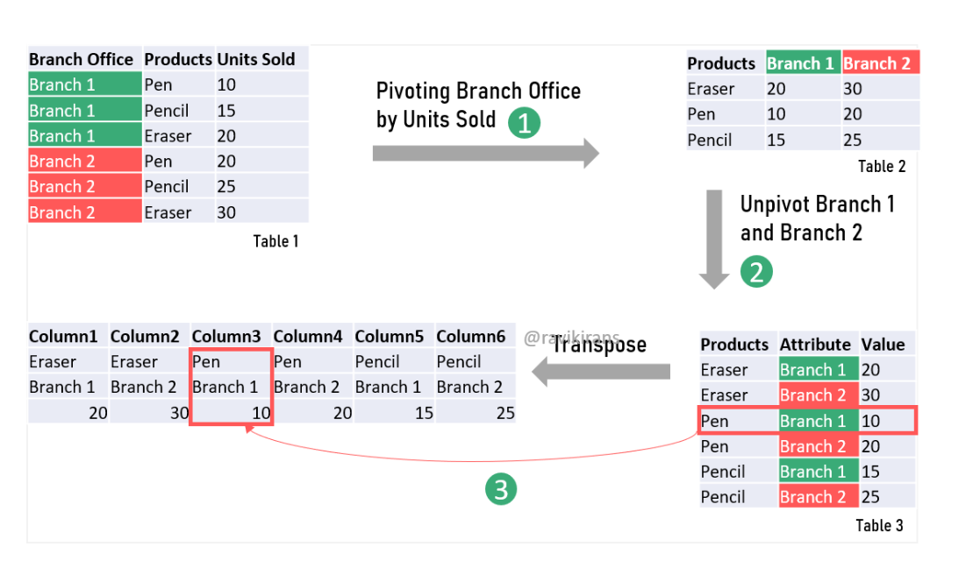 Branch Office Products Units Sold
Branch 1 Pen 10
Branch 1 Pencil 15
Branch 1 Eraser 20
Branch 2 Pen 20
Branch 2 Pencil 25
Branch 2 Eraser 30
Table 1
Pivoting Branch Office
by Units Sold 1
Products Branch 1 Branch 2
Eraser 20 30
Pen 10 20
Pencil 15 25
Table 2
Unpivot Branch 1
and Branch 2
2
Products Attribute Value
Eraser Branch 1 20
Eraser Branch 2 30
Pen Branch 1 10
Pen Branch 2 20
Pencil Branch 1 15
Pencil Branch 2 25
Table 3
@ravikirans
Transpose
3
Column1 Column2 Column3 Column4 Column5 Column6
Eraser Eraser Pen Pen Pencil Pencil
Branch 1 Branch 2 Branch 1 Branch 2 Branch 1 Branch 2
20 30 10 20 15 25